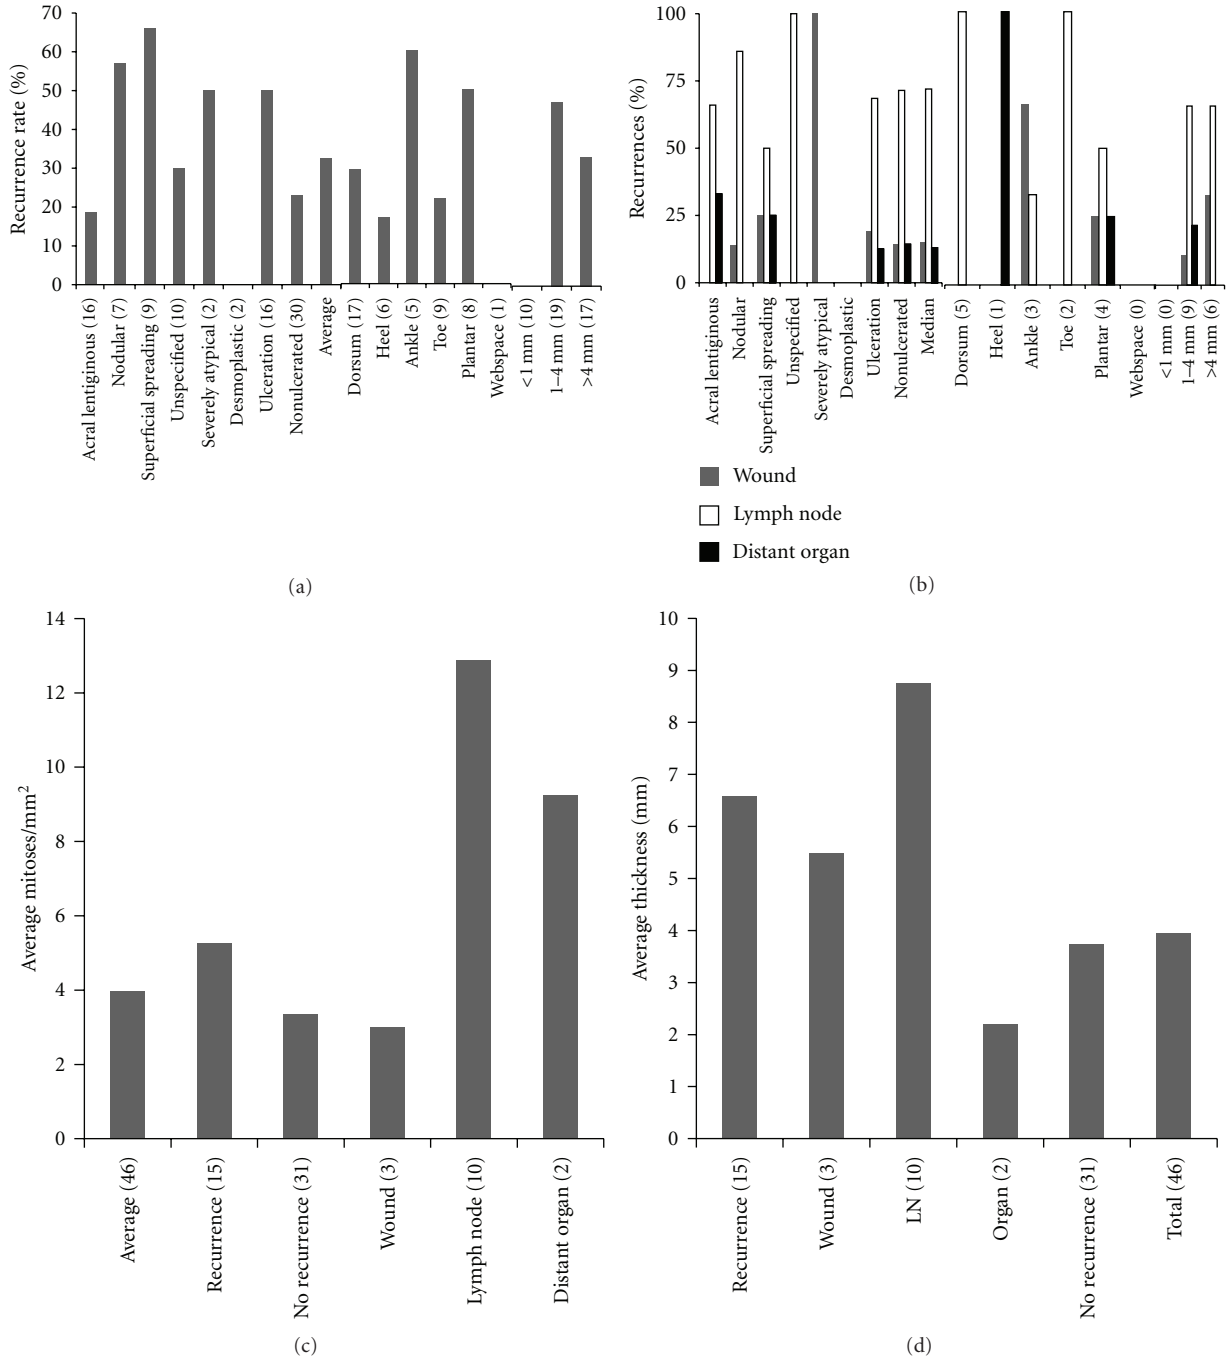 70
60
50
40
30
20
10
0
Recurrence rate (%)
Acral lentiginous (16)
Nodular (7)
Superficial spreading (9)
Unspecified (10)
Severely atypical (2)
Desmoplastic (2)
Ulceration (16)
Nonulcerated (30)
Average
Dorsum (17)
Heel (6)
Ankle (5)
Toe (9)
Plantar (8)
Webspace (1)
<1 mm (10)
1–4 mm (19)
>4 mm (17)
(a)
100
75
50
25
0
Recurrences (%)
Acral lentiginous
Nodular
Superficial spreading
Unspecified
Severely atypical
Desmoplastic
Ulceration
Nonulcerated
Median
Dorsum (5)
Heel (1)
Ankle (3)
Toe (2)
Plantar (4)
Webspace (0)
<1 mm (0)
1–4 mm (9)
>4 mm (6)
Wound
Lymph node
Distant organ
(b)
14
12
10
8
6
4
2
0
Average mitoses/mm²
Average (46)
Recurrence (15)
No recurrence (31)
Wound (3)
Lymph node (10)
Distant organ (2)
(c)
10
9
8
7
6
5
4
3
2
1
0
Average thickness (mm)
Recurrence (15)
Wound (3)
LN (10)
Organ (2)
No recurrence (31)
Total (46)
(d)